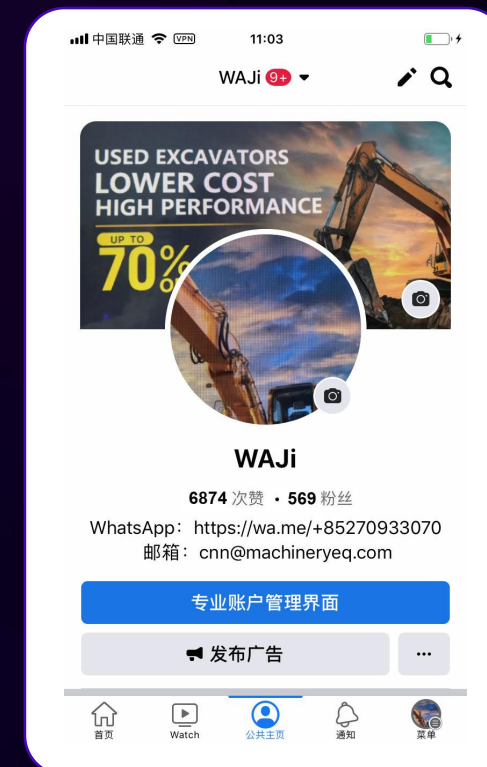 中国联通 VPN 11:03
WAJi 9+
USED EXCAVATORS
LOWER COST
HIGH PERFORMANCE
UP TO
70%
WAJi
6874 次赞 · 569 粉丝
WhatsApp：https://wa.me/+85270933070
邮箱：cnn@machineryeq.com
专业账户管理界面
发布广告
首页 Watch 公共主页 通知 菜单